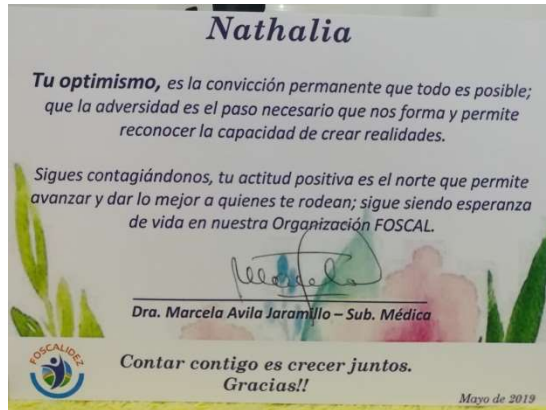 Nathalia
Tu optimismo, es la convicción permanente que todo es posible;
que la adversidad es el paso necesario que nos forma y permite
reconocer la capacidad de crear realidades.
Sigues contagiándonos, tu actitud positiva es el norte que permite
avanzar y dar lo mejor a quienes te rodean; sigue siendo esperanza
de vida en nuestra Organización FOSCAL.
Marcela
Dra. Marcela Avila Jaramillo – Sub. Médica
FOSCALIDEZ
Contar contigo es crecer juntos.
Gracias!!
Mayo de 2019